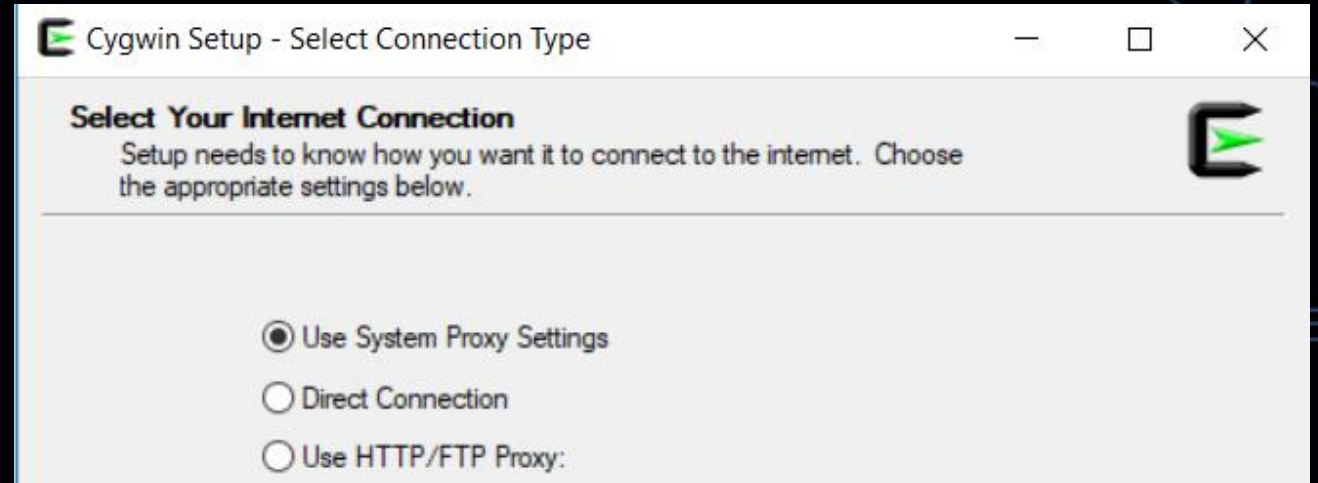 Cygwin Setup - Select Connection Type
Select Your Internet Connection
Setup needs to know how you want it to connect to the internet. Choose
the appropriate settings below.
Use System Proxy Settings
Direct Connection
Use HTTP/FTP Proxy: